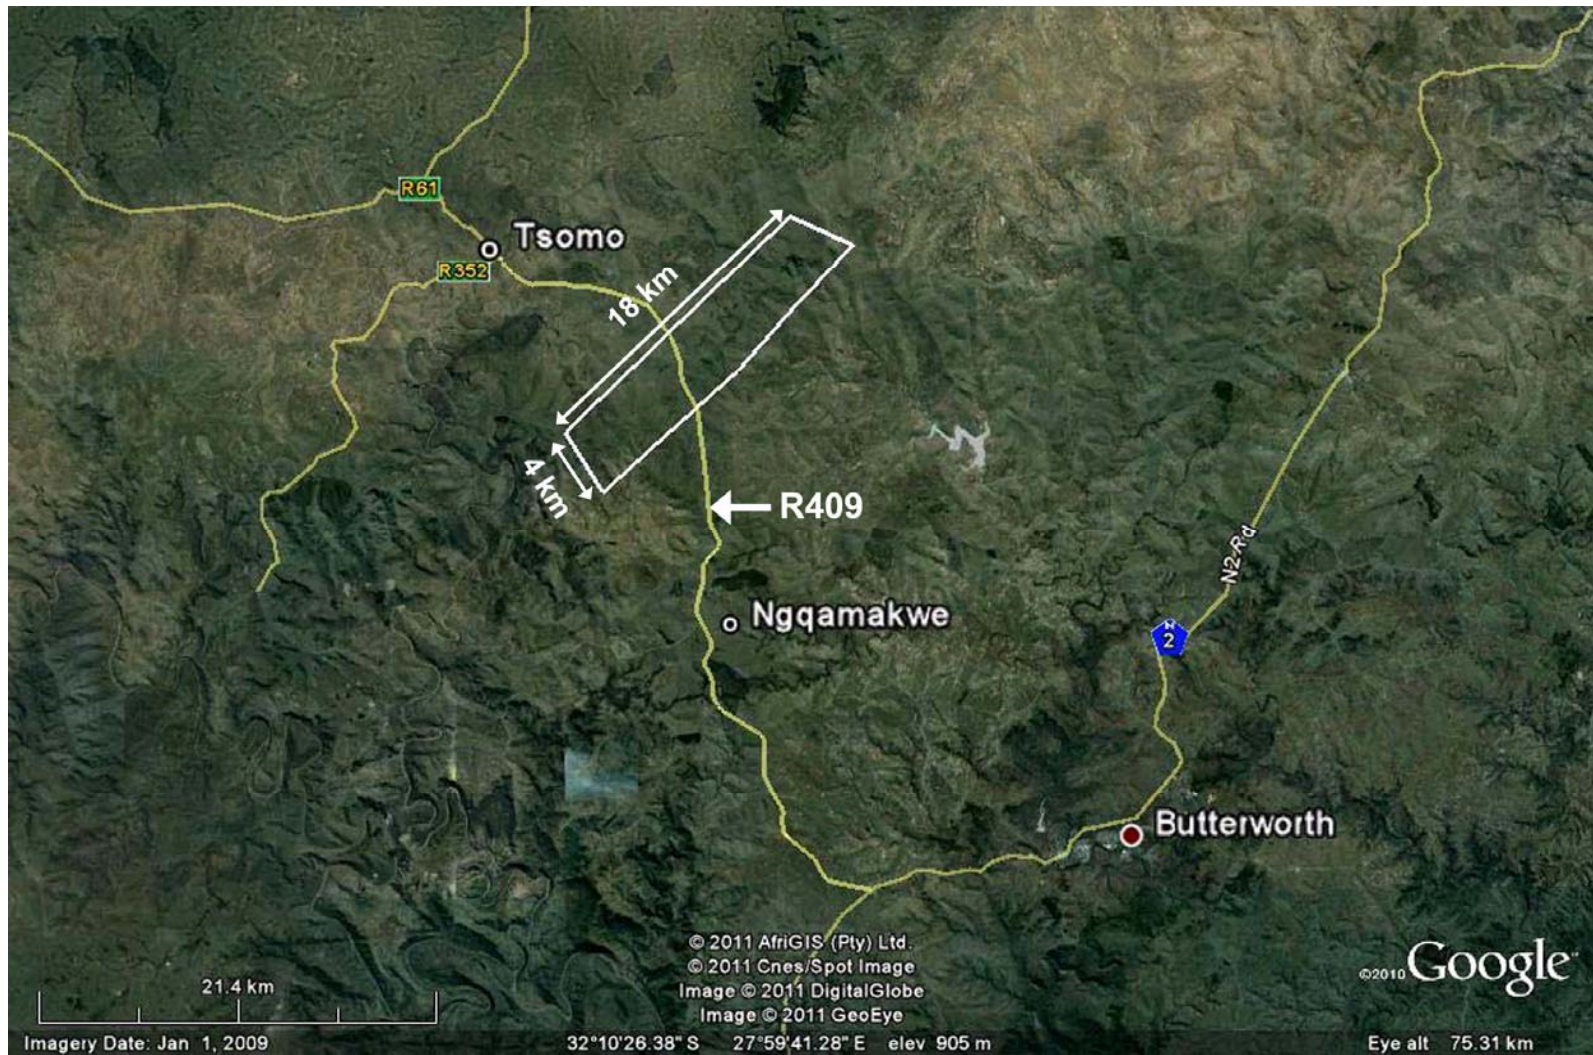 R61
Tsomo
R352
18 km
4 km
R409
N2 Rd
N
2
Ngqamakwe
Butterworth
© 2011 AfriGIS (Pty) Ltd.
© 2011 Cnes/Spot Image
Image © 2011 DigitalGlobe
Image © 2011 GeoEye
©2010 Google™
21.4 km
Imagery Date: Jan 1, 2009 32°10'26.38" S 27°59'41.28" E elev 905 m Eye alt 75.31 km